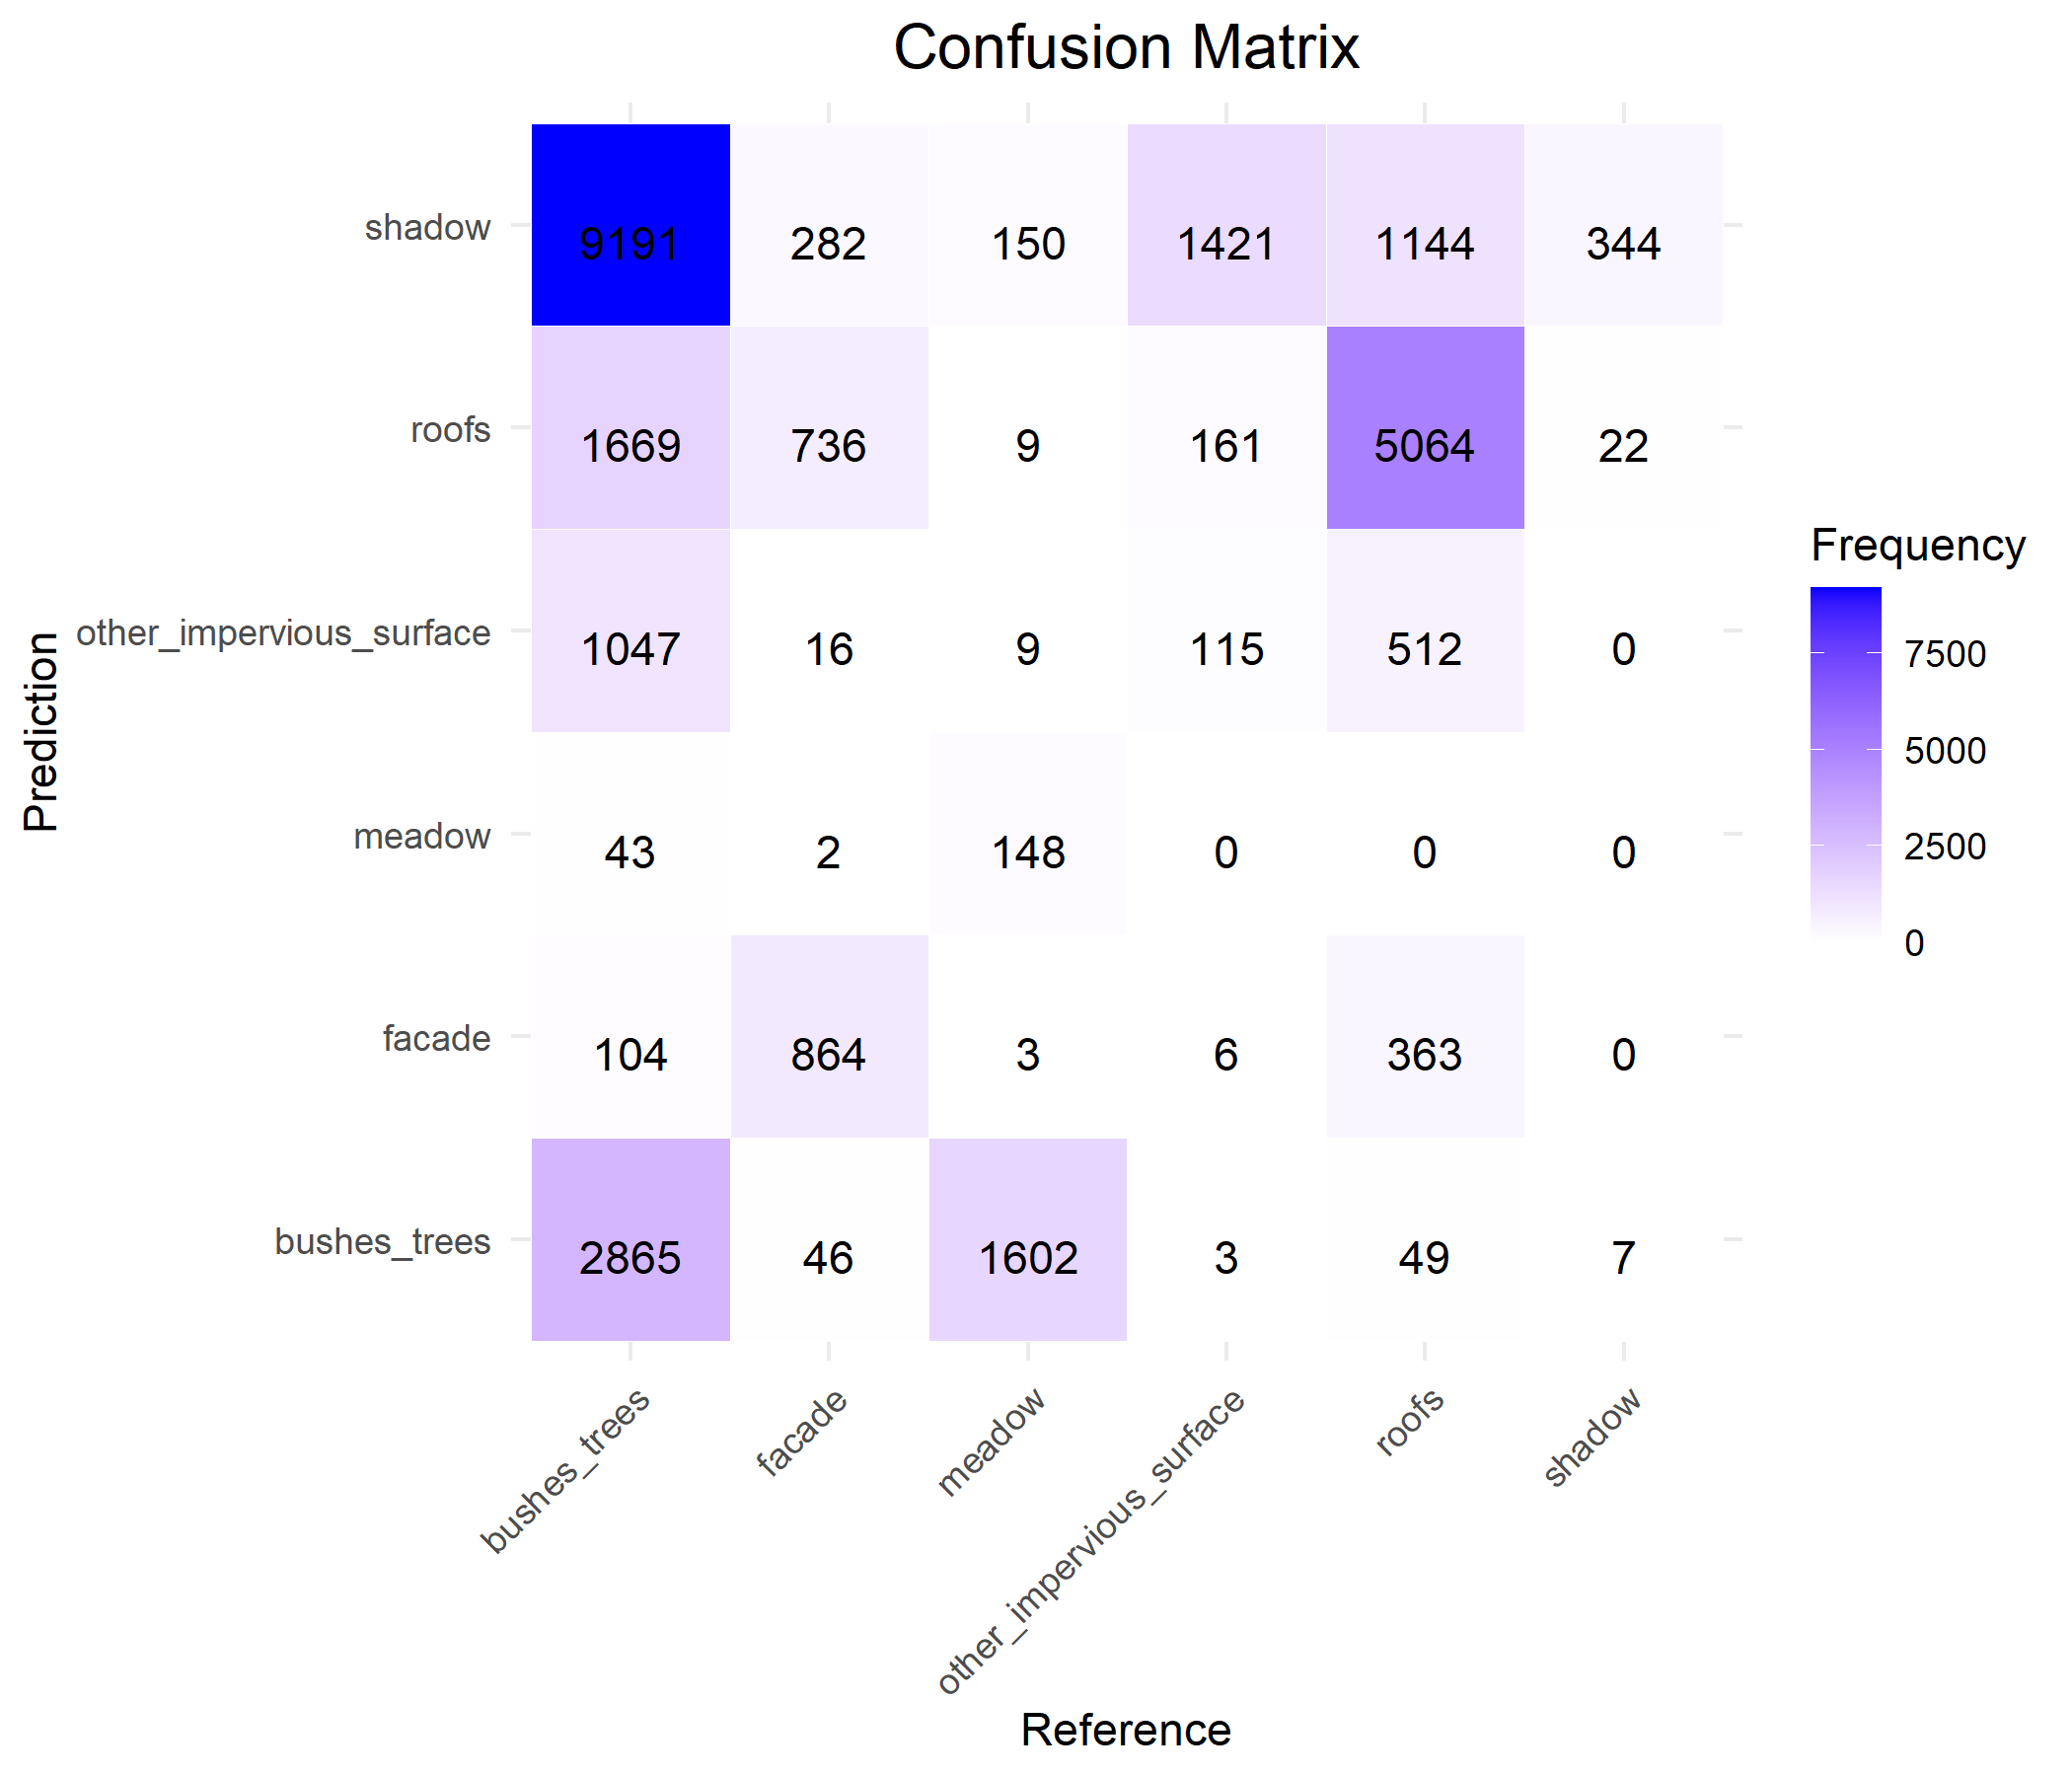 Confusion Matrix
shadow 9191 282 150 1421 1144 344
roofs 1669 736 9 161 5064 22
other_impervious_surface 1047 16 9 115 512 0
meadow 43 2 148 0 0 0
facade 104 864 3 6 363 0
bushes_trees 2865 46 1602 3 49 7
Prediction
bushes_trees facade meadow other_impervious_surface roofs shadow
Reference
Frequency
7500
5000
2500
0